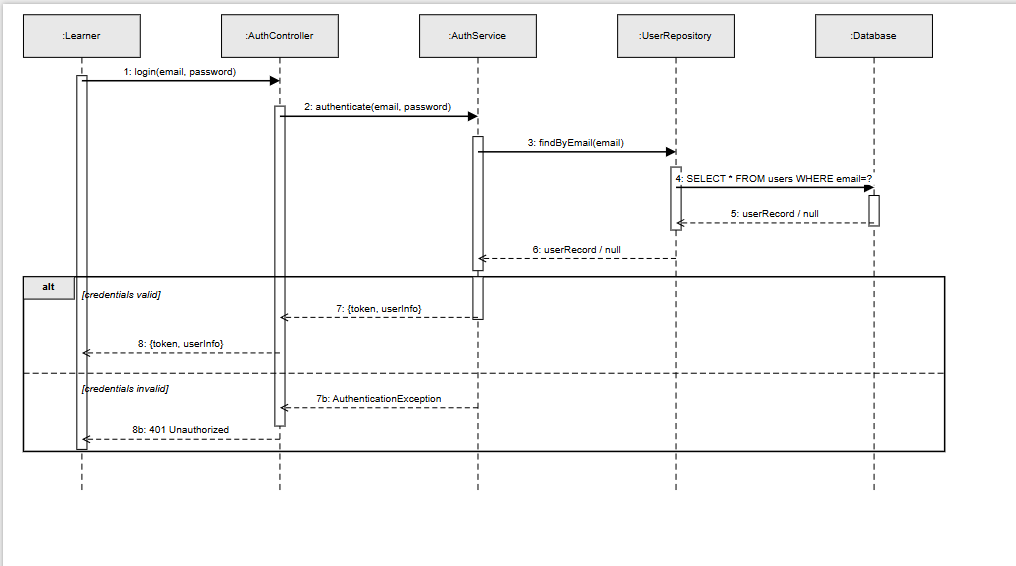 :Learner
:AuthController
:AuthService
:UserRepository
:Database
1: login(email, password)
2: authenticate(email, password)
3: findByEmail(email)
4: SELECT * FROM users WHERE email=?
5: userRecord / null
6: userRecord / null
alt
[credentials valid]
7: {token, userInfo}
8: {token, userInfo}
[credentials invalid]
7b: AuthenticationException
8b: 401 Unauthorized